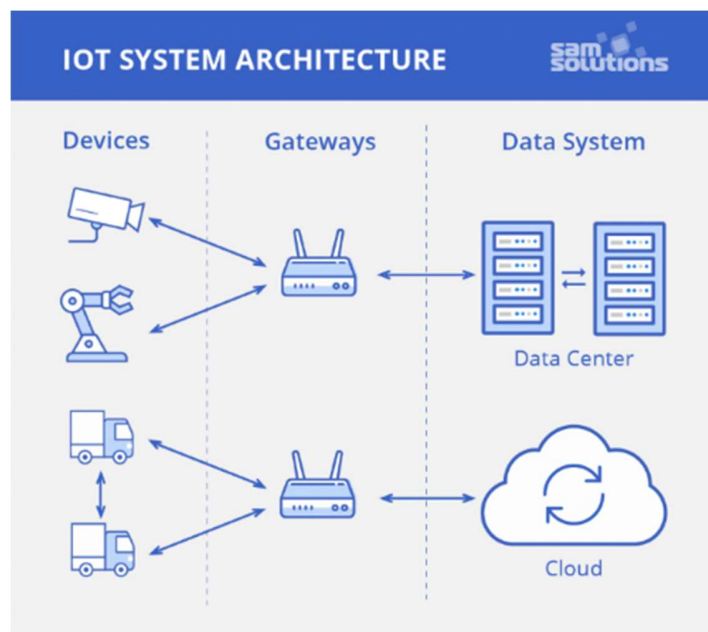 IOT SYSTEM ARCHITECTURE
sam
solutions
Devices
Gateways
Data System
Data Center
Cloud